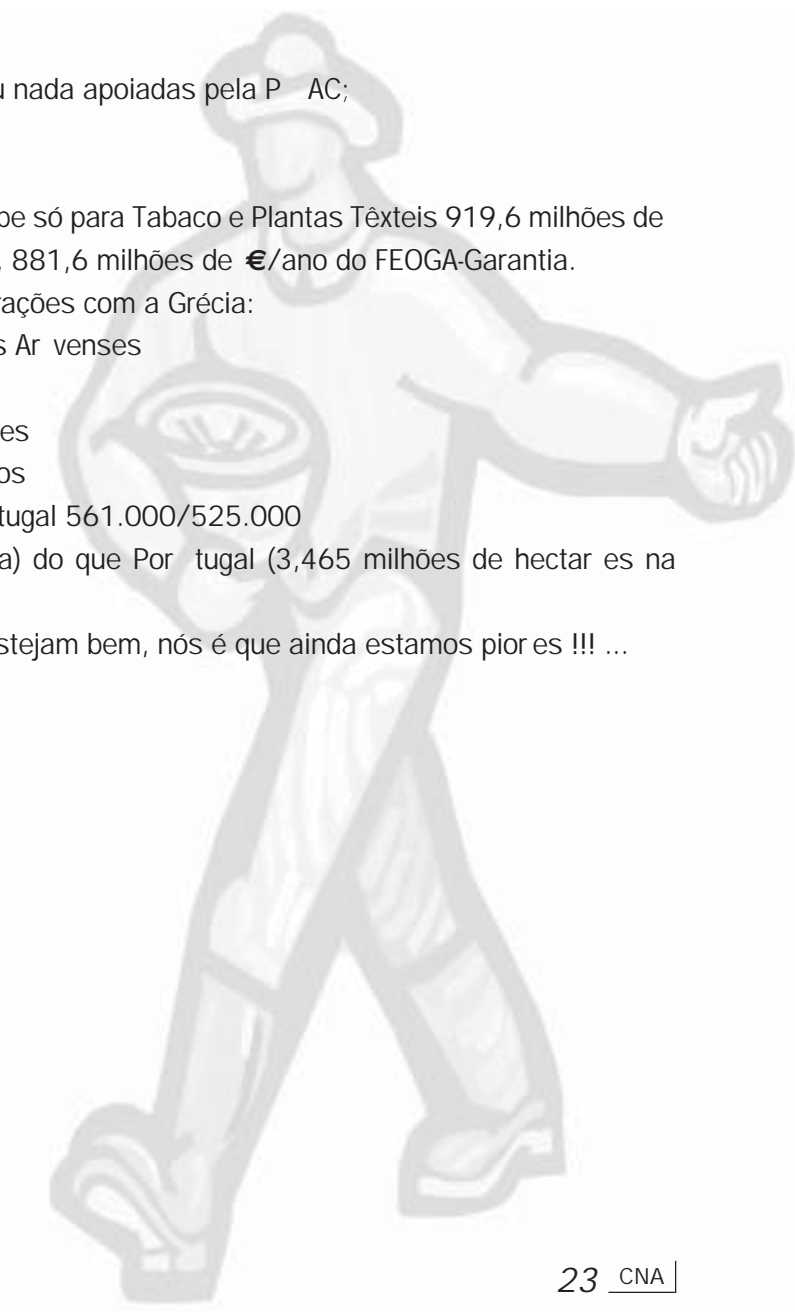 u nada apoiadas pela P AC;
be só para Tabaco e Plantas Têxteis 919,6 milhões de
, 881,6 milhões de €/ano do FEOGA-Garantia.
rações com a Grécia:
s Ar venses
es
os
tugal 561.000/525.000
a) do que Por tugal (3,465 milhões de hectar es na
stejam bem, nós é que ainda estamos pior es !!! ...
23 CNA